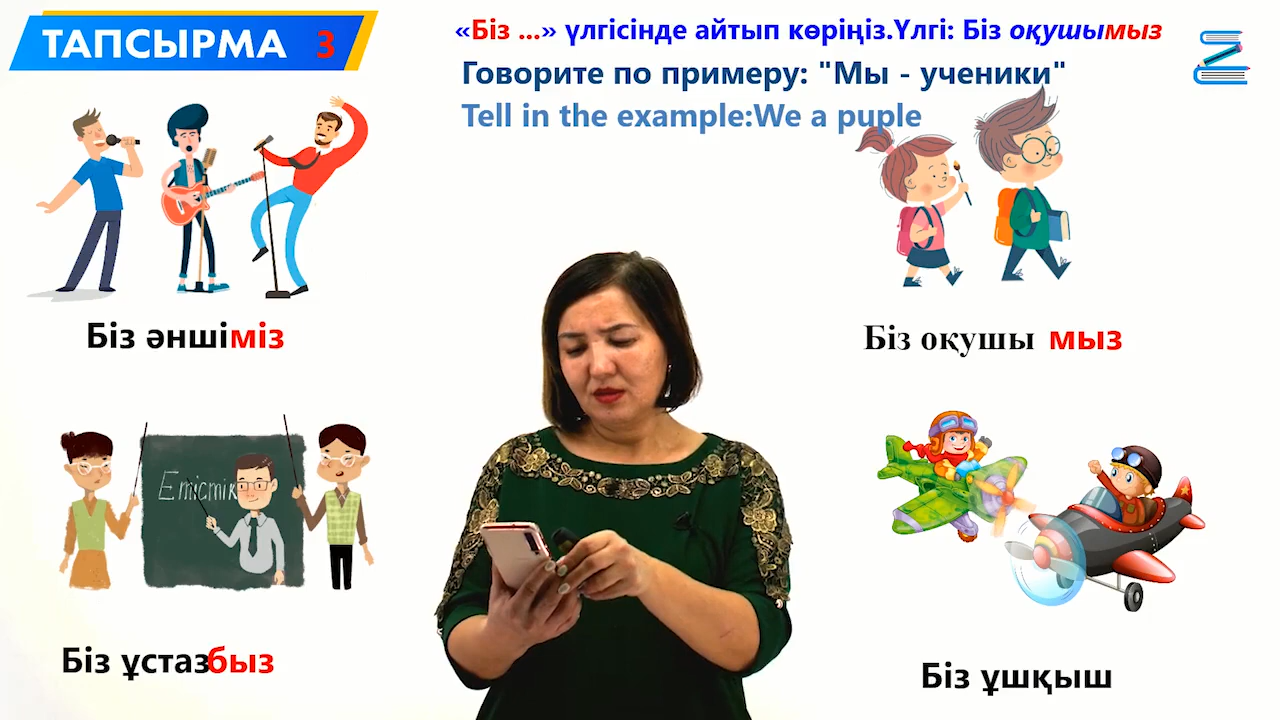 ТАПСЫРМА 3
«Біз ...» үлгісінде айтып көріңіз.Үлгі: Біз оқушымыз
Говорите по примеру: "Мы - ученики"
Tell in the example:We a puple
Біз әншіміз
Біз оқушы мыз
Етістік
Біз ұстазбыз
Біз ұшқыш